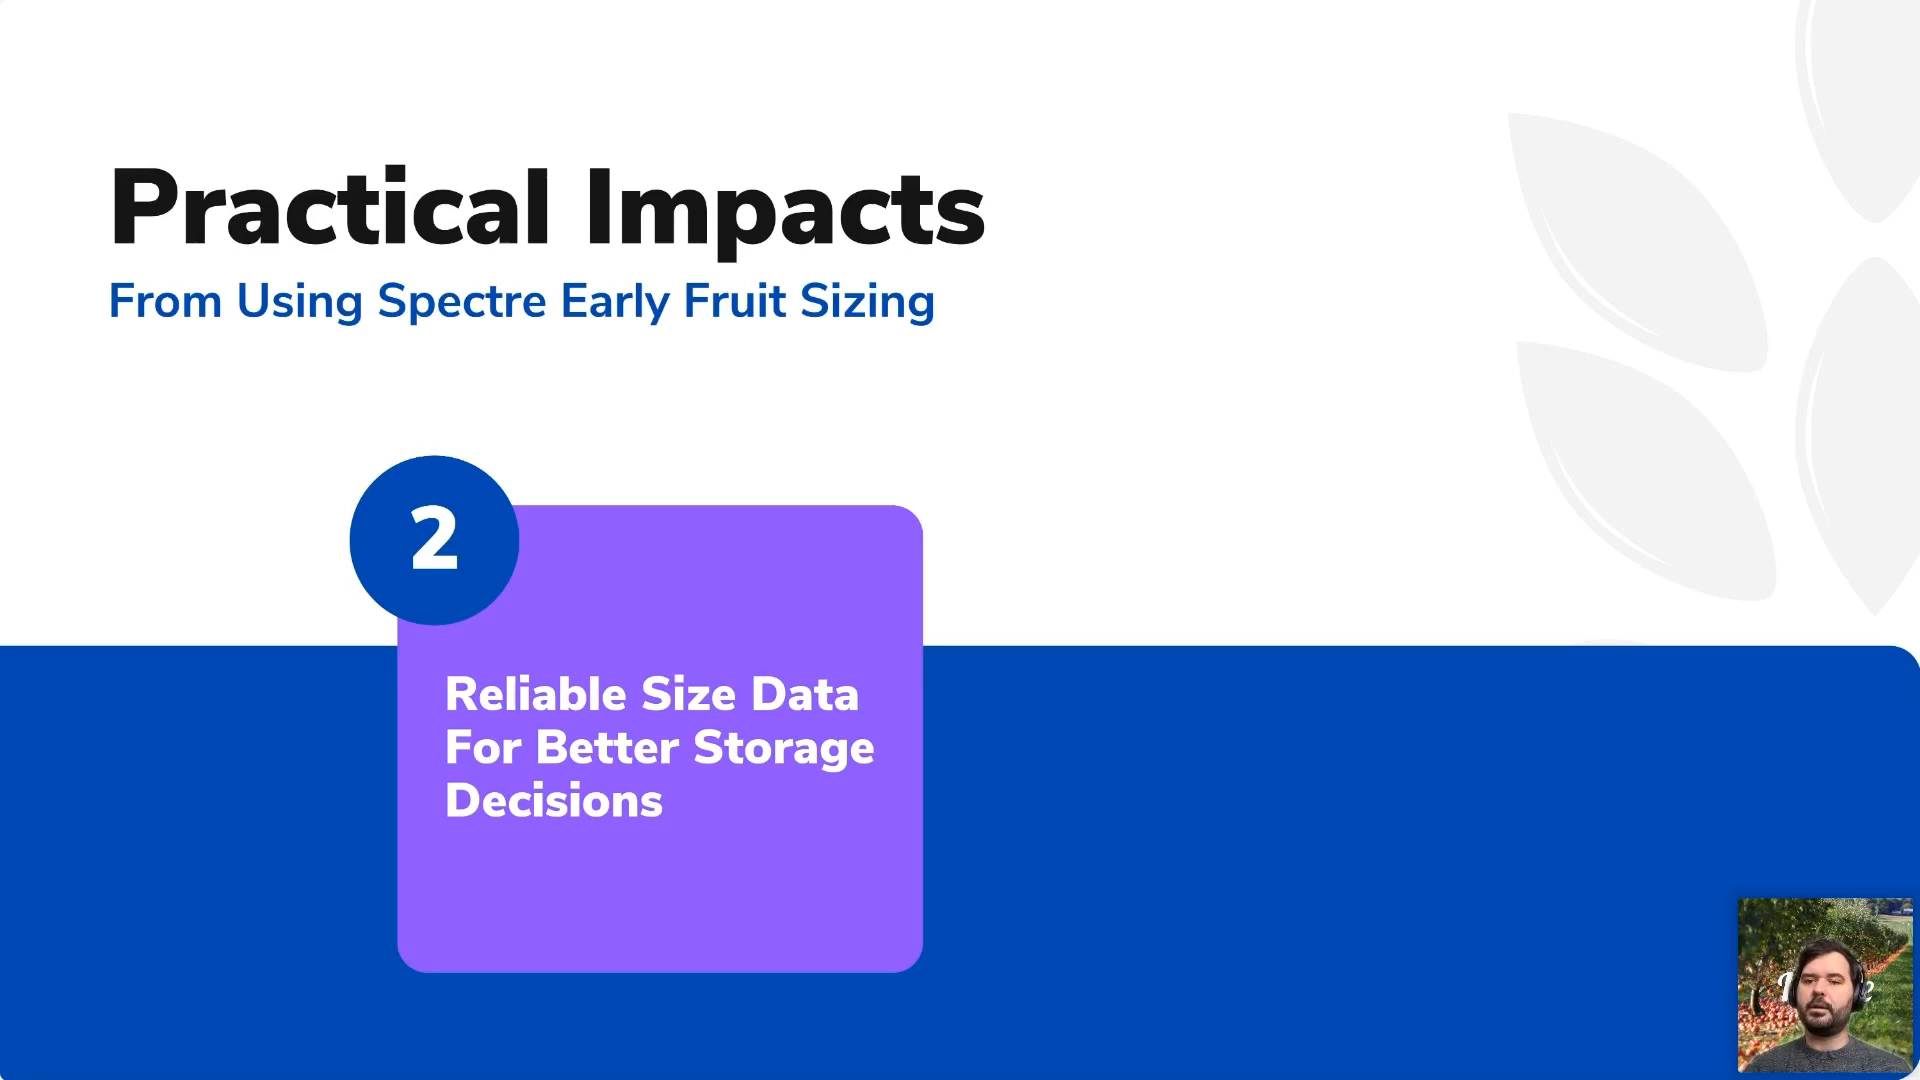 Practical Impacts
From Using Spectre Early Fruit Sizing
2
Reliable Size Data
For Better Storage
Decisions